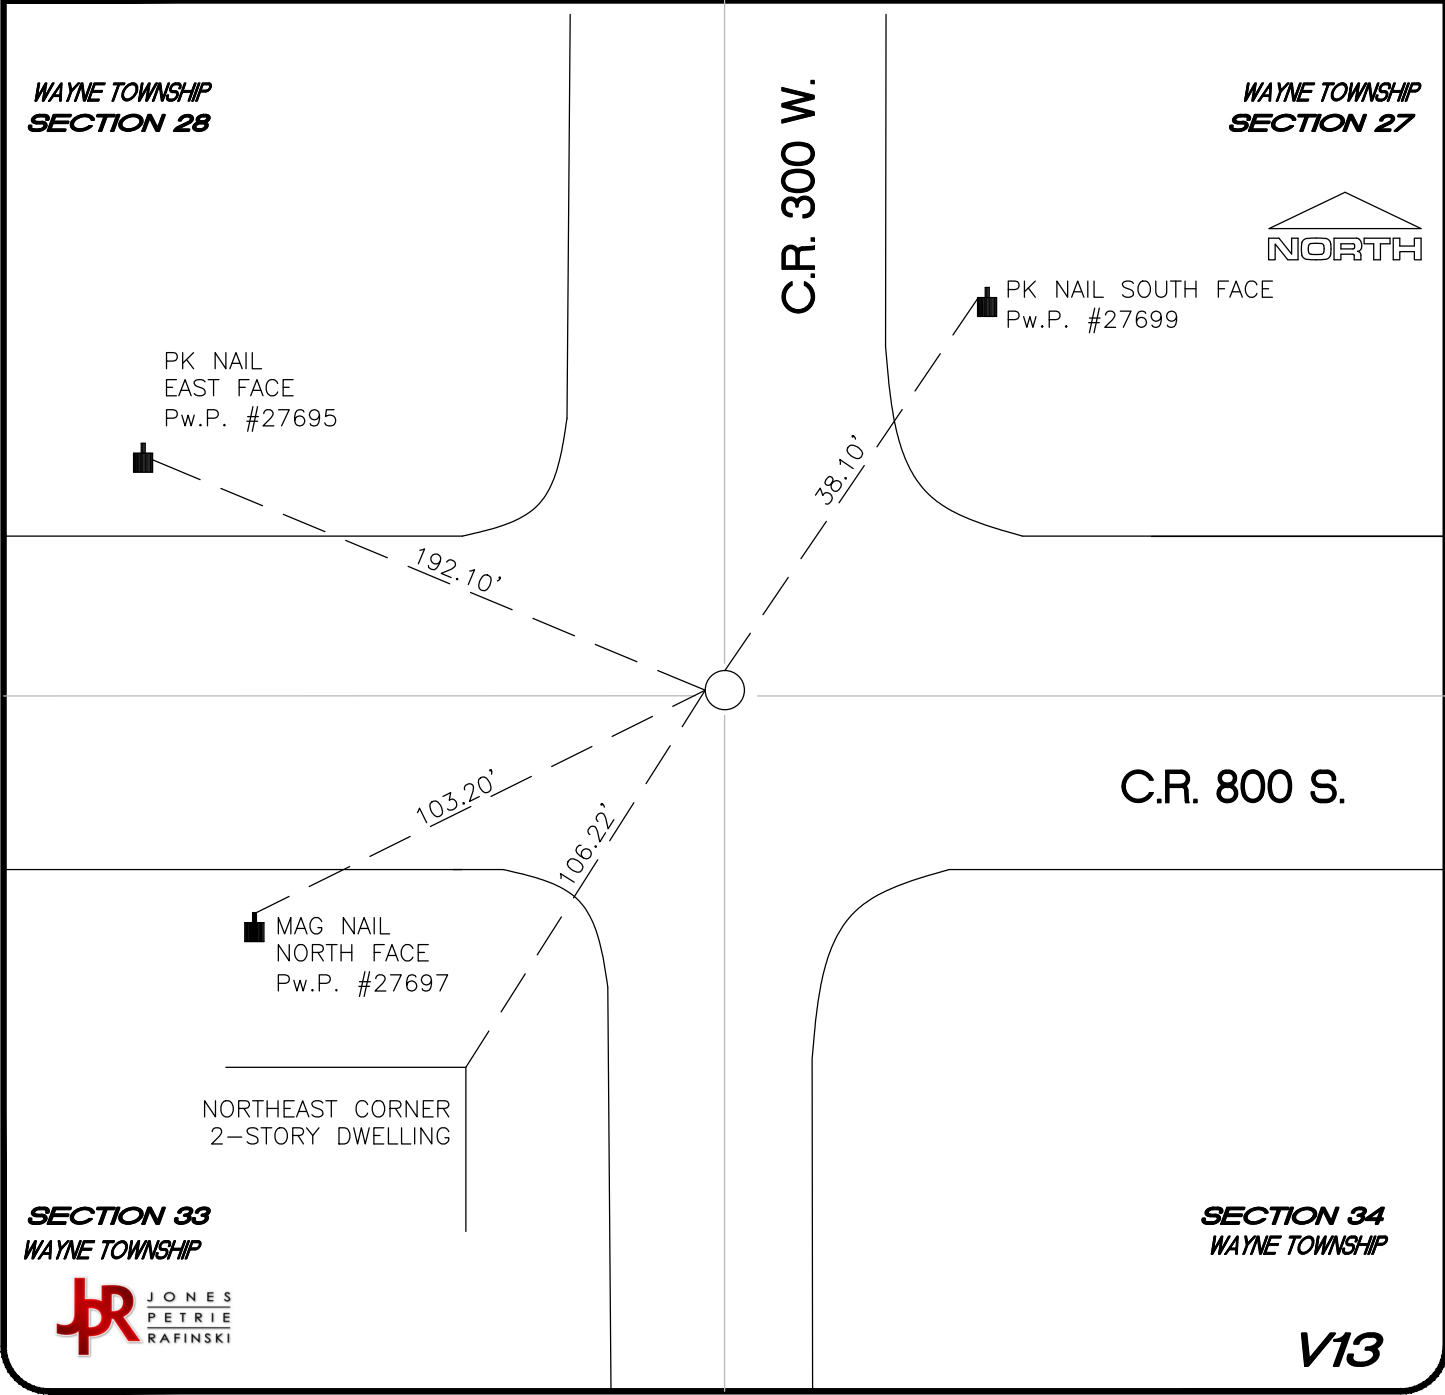 WAYNE TOWNSHIP
SECTION 28
WAYNE TOWNSHIP
SECTION 27
C.R. 300 W.
NORTH
PK NAIL SOUTH FACE
Pw.P. #27699
PK NAIL
EAST FACE
Pw.P. #27695
38.10'
192.10'
C.R. 800 S.
103.20'
106.22'
MAG NAIL
NORTH FACE
Pw.P. #27697
NORTHEAST CORNER
2-STORY DWELLING
SECTION 33
WAYNE TOWNSHIP
SECTION 34
WAYNE TOWNSHIP
JPR
JONES
PETRIE
RAFINSKI
V13